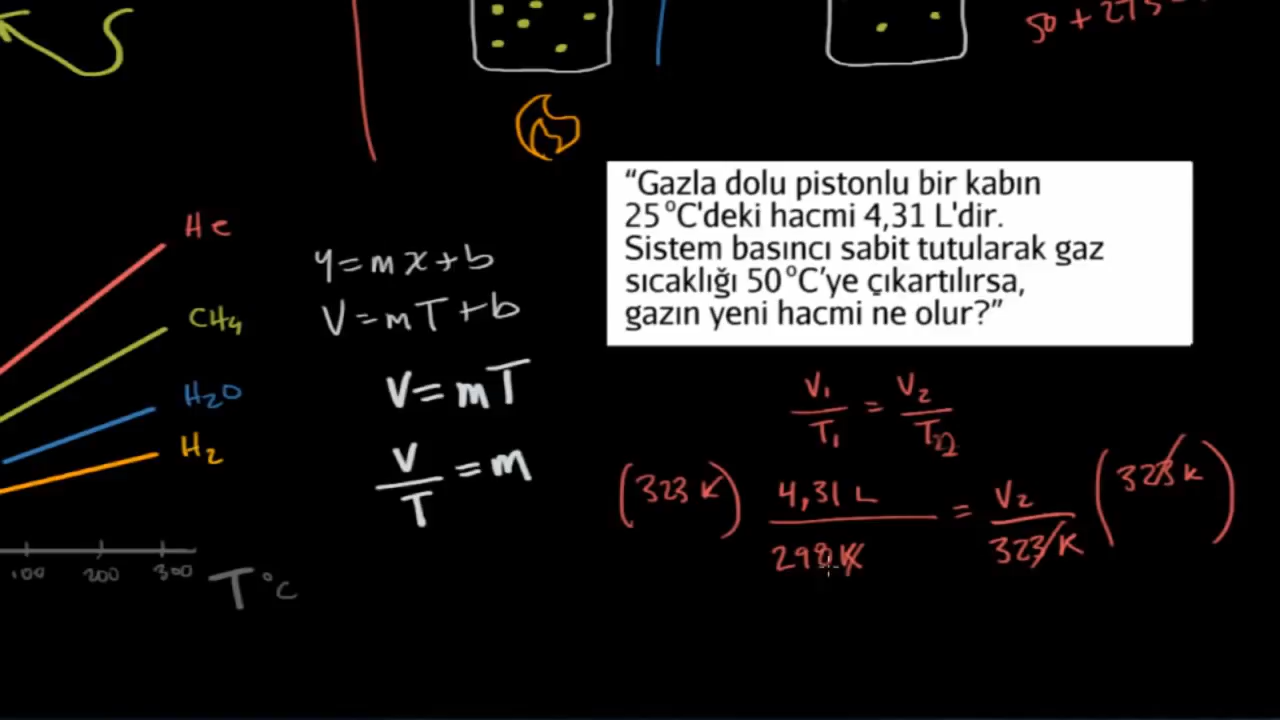 50 + 273
He
CH4
H2O
H2
y = mx + b
V = mT + b
V = mT
V/T = m
100 200 300
T °C
“Gazla dolu pistonlu bir kabın
25°C'deki hacmi 4,31 L'dir.
Sistem basıncı sabit tutularak gaz
sıcaklığı 50°C'ye çıkartılırsa,
gazın yeni hacmi ne olur?”
V1/T1 = V2/T2
(323 K) 4,31 L/298 K = V2/323 K (323 K)